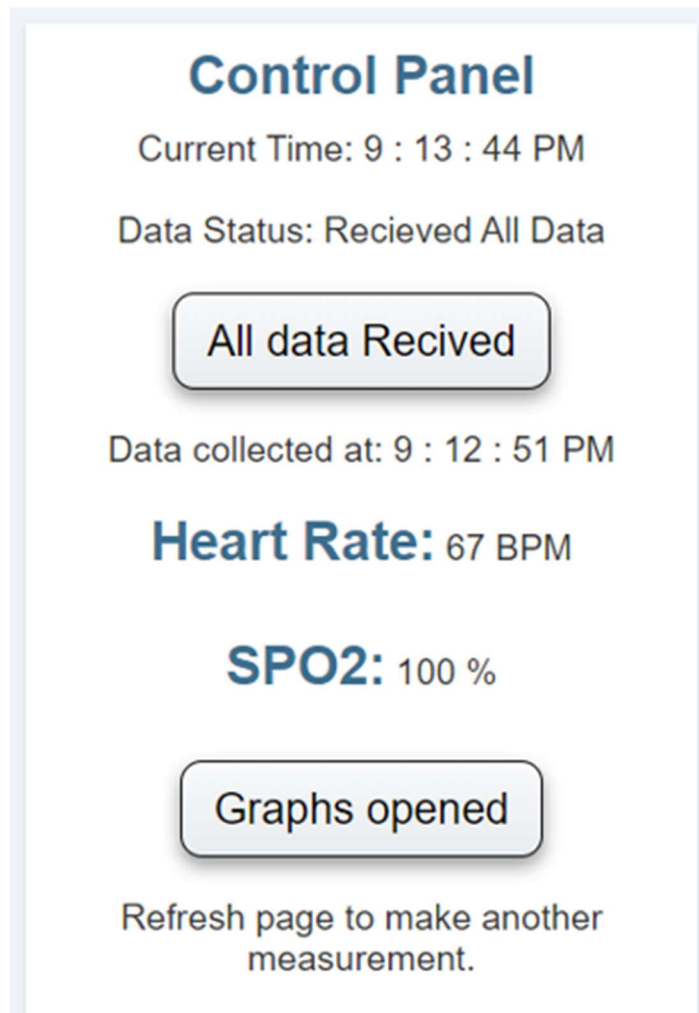 Control Panel
Current Time: 9 : 13 : 44 PM
Data Status: Recieved All Data
All data Recived
Data collected at: 9 : 12 : 51 PM
Heart Rate: 67 BPM
SPO2: 100 %
Graphs opened
Refresh page to make another
measurement.